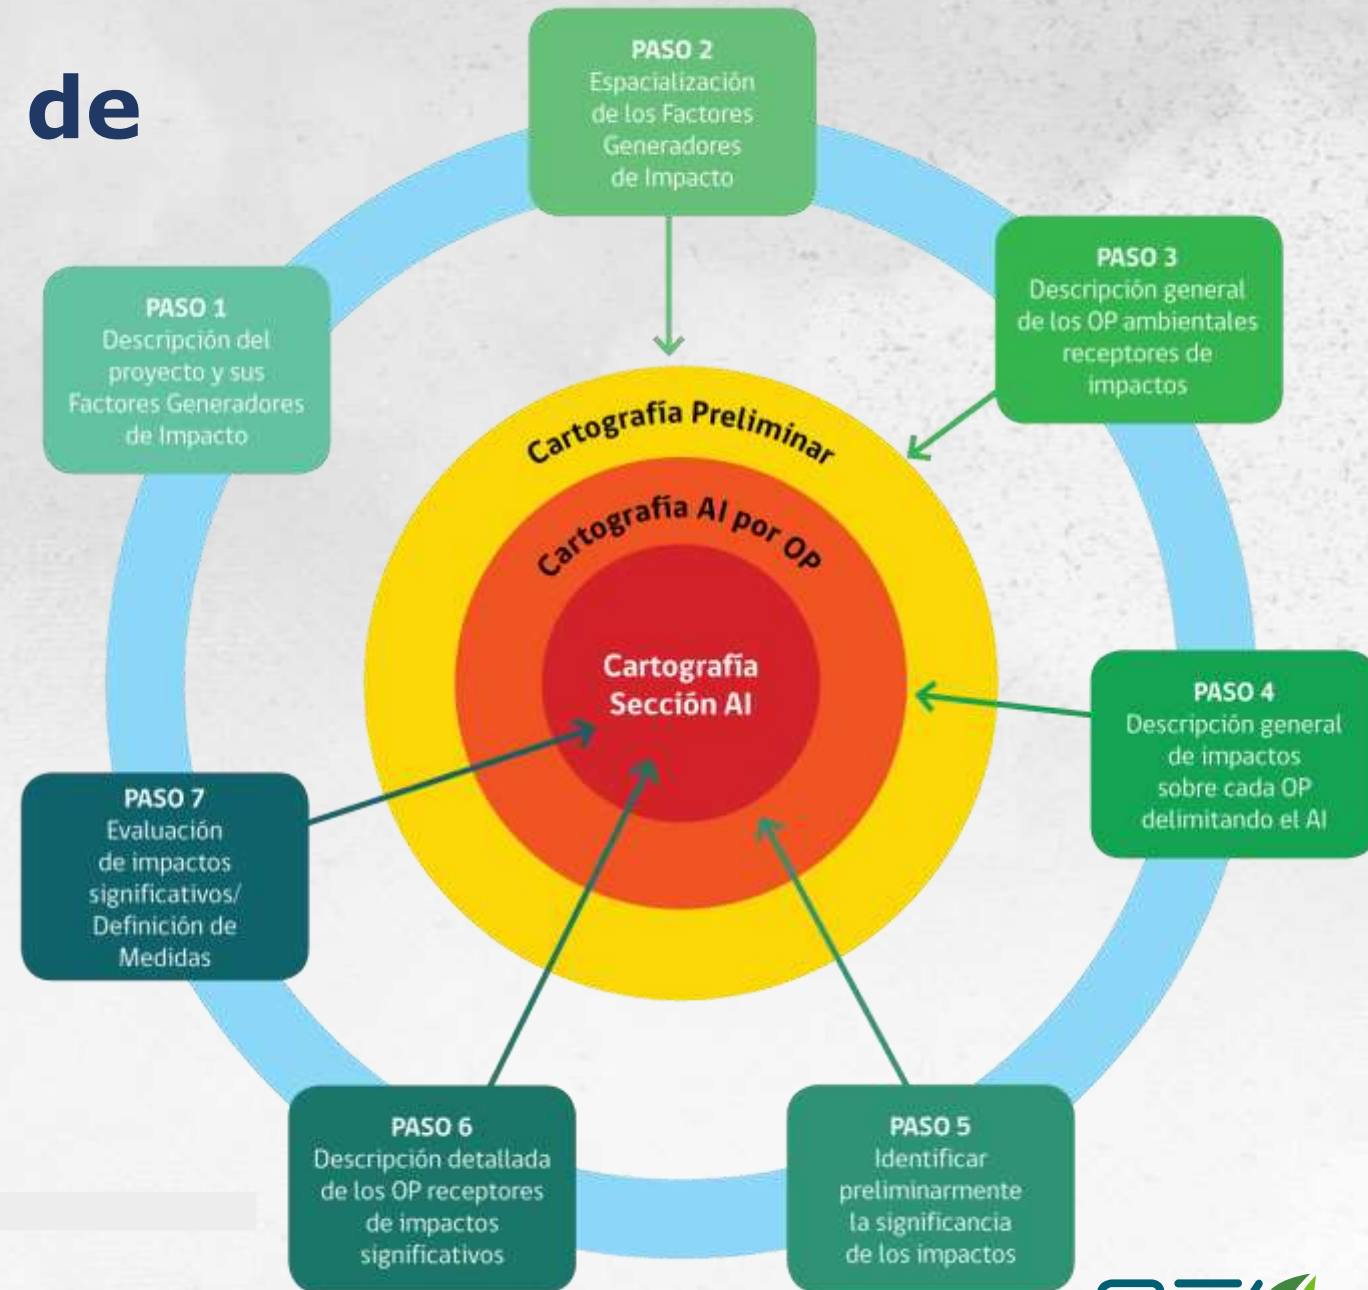 de
PASO 1
Descripción del
proyecto y sus
Factores Generadores
de Impacto
PASO 2
Espacialización
de los Factores
Generadores
de Impacto
PASO 3
Descripción general
de los OP ambientales
receptores de
impactos
PASO 4
Descripción general
de impactos
sobre cada OP
delimitando el AI
PASO 5
Identificar
preliminarmente
la significancia
de los impactos
PASO 6
Descripción detallada
de los OP receptores
de impactos
significativos
PASO 7
Evaluación
de impactos
significativos/
Definición de
Medidas
Cartografía Preliminar
Cartografía AI por OP
Cartografía
Sección AI